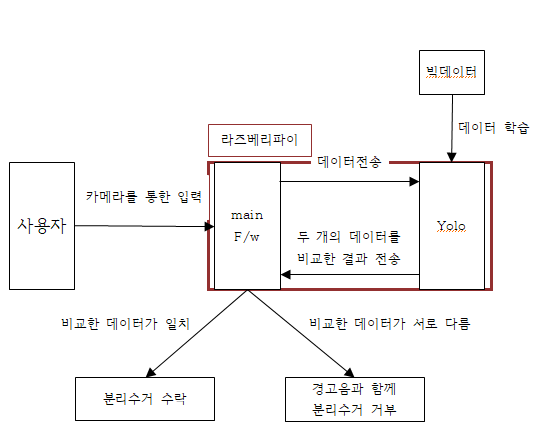 빅데이터
데이터 학습
라즈베리파이
데이터전송
사용자
카메라를 통한 입력
main
F/w
두 개의 데이터를
비교한 결과 전송
Yolo
비교한 데이터가 일치
비교한 데이터가 서로 다름
분리수거 수락
경고음과 함께
분리수거 거부